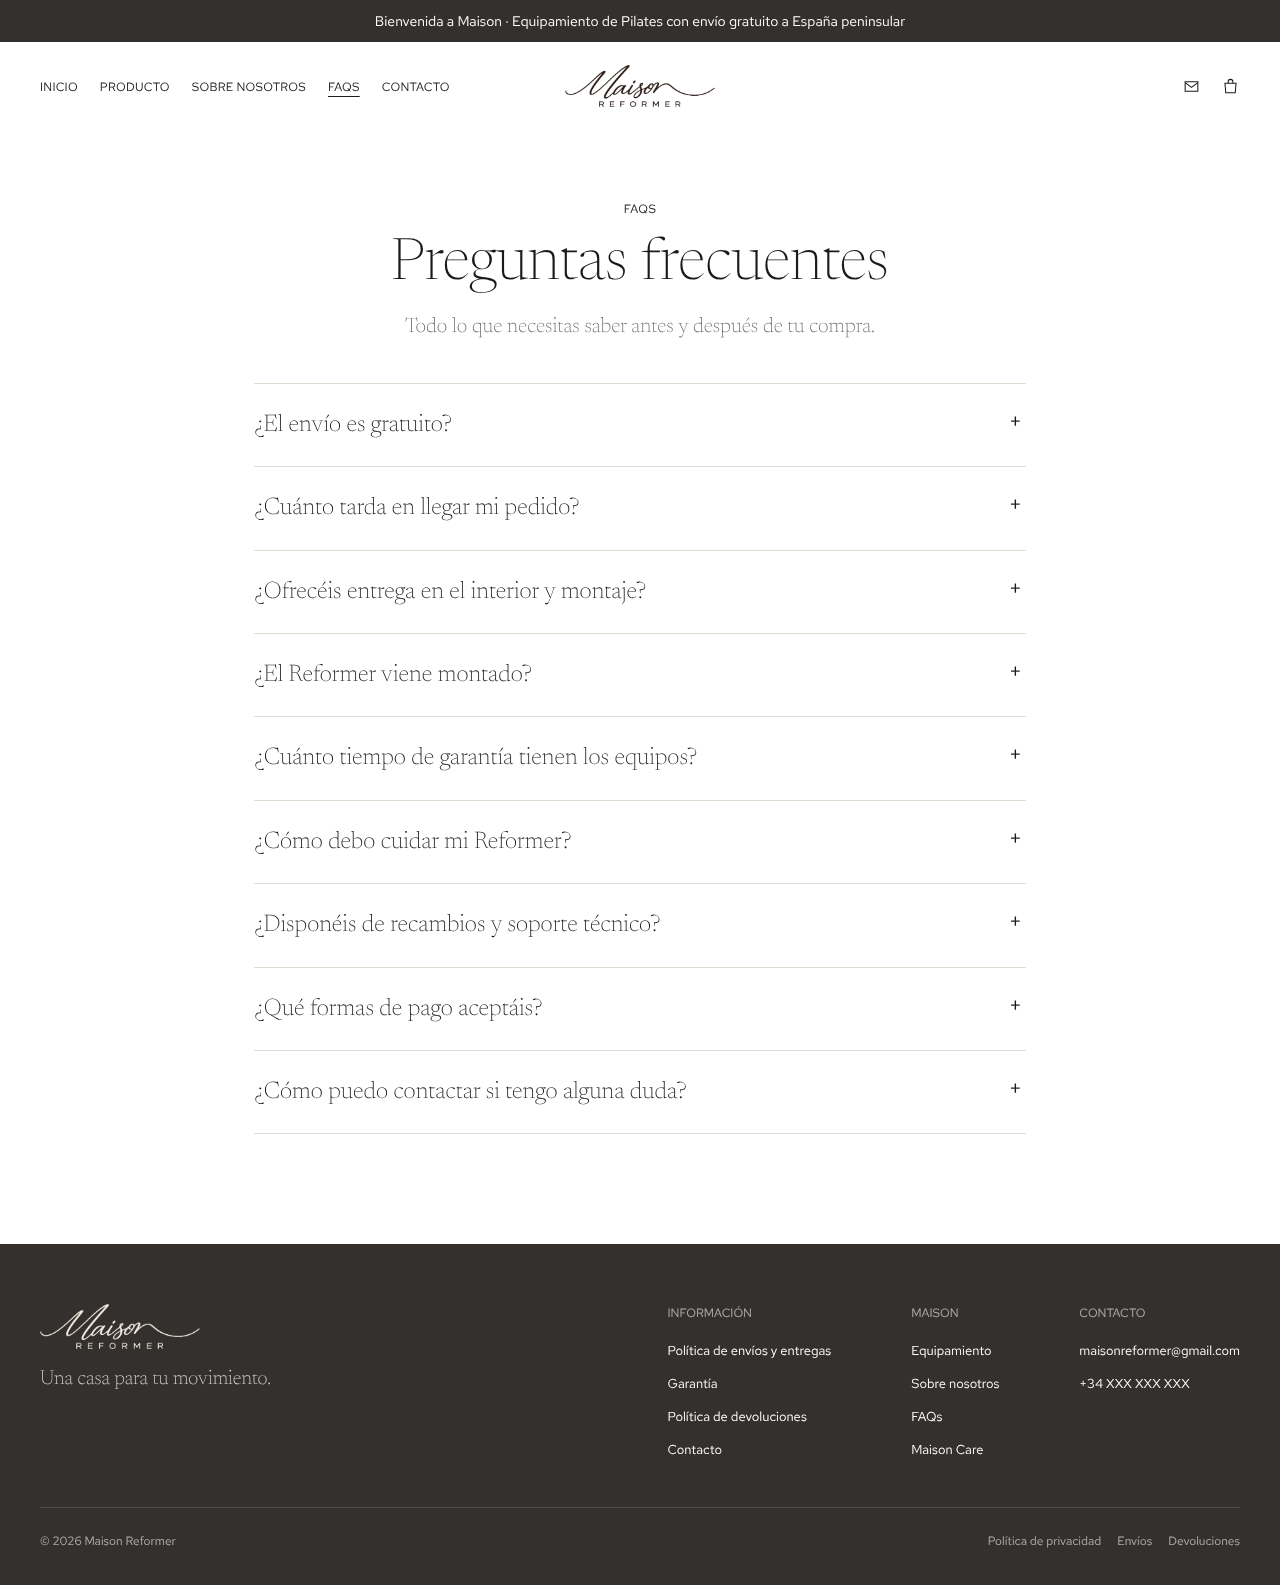 Bienvenida a Maison · Equipamiento de Pilates con envío gratuito a España peninsular
INICIO PRODUCTO SOBRE NOSOTROS FAQS CONTACTO
Maison
REFORMER
FAQS
Preguntas frecuentes
Todo lo que necesitas saber antes y después de tu compra.
¿El envío es gratuito? +
¿Cuánto tarda en llegar mi pedido? +
¿Ofrecéis entrega en el interior y montaje? +
¿El Reformer viene montado? +
¿Cuánto tiempo de garantía tienen los equipos? +
¿Cómo debo cuidar mi Reformer? +
¿Disponéis de recambios y soporte técnico? +
¿Qué formas de pago aceptáis? +
¿Cómo puedo contactar si tengo alguna duda? +
Maison
REFORMER
Una casa para tu movimiento.
INFORMACIÓN
Política de envíos y entregas
Garantía
Política de devoluciones
Contacto
MAISON
Equipamiento
Sobre nosotros
FAQs
Maison Care
CONTACTO
maisonreformer@gmail.com
+34 XXX XXX XXX
© 2026 Maison Reformer
Política de privacidad Envíos Devoluciones